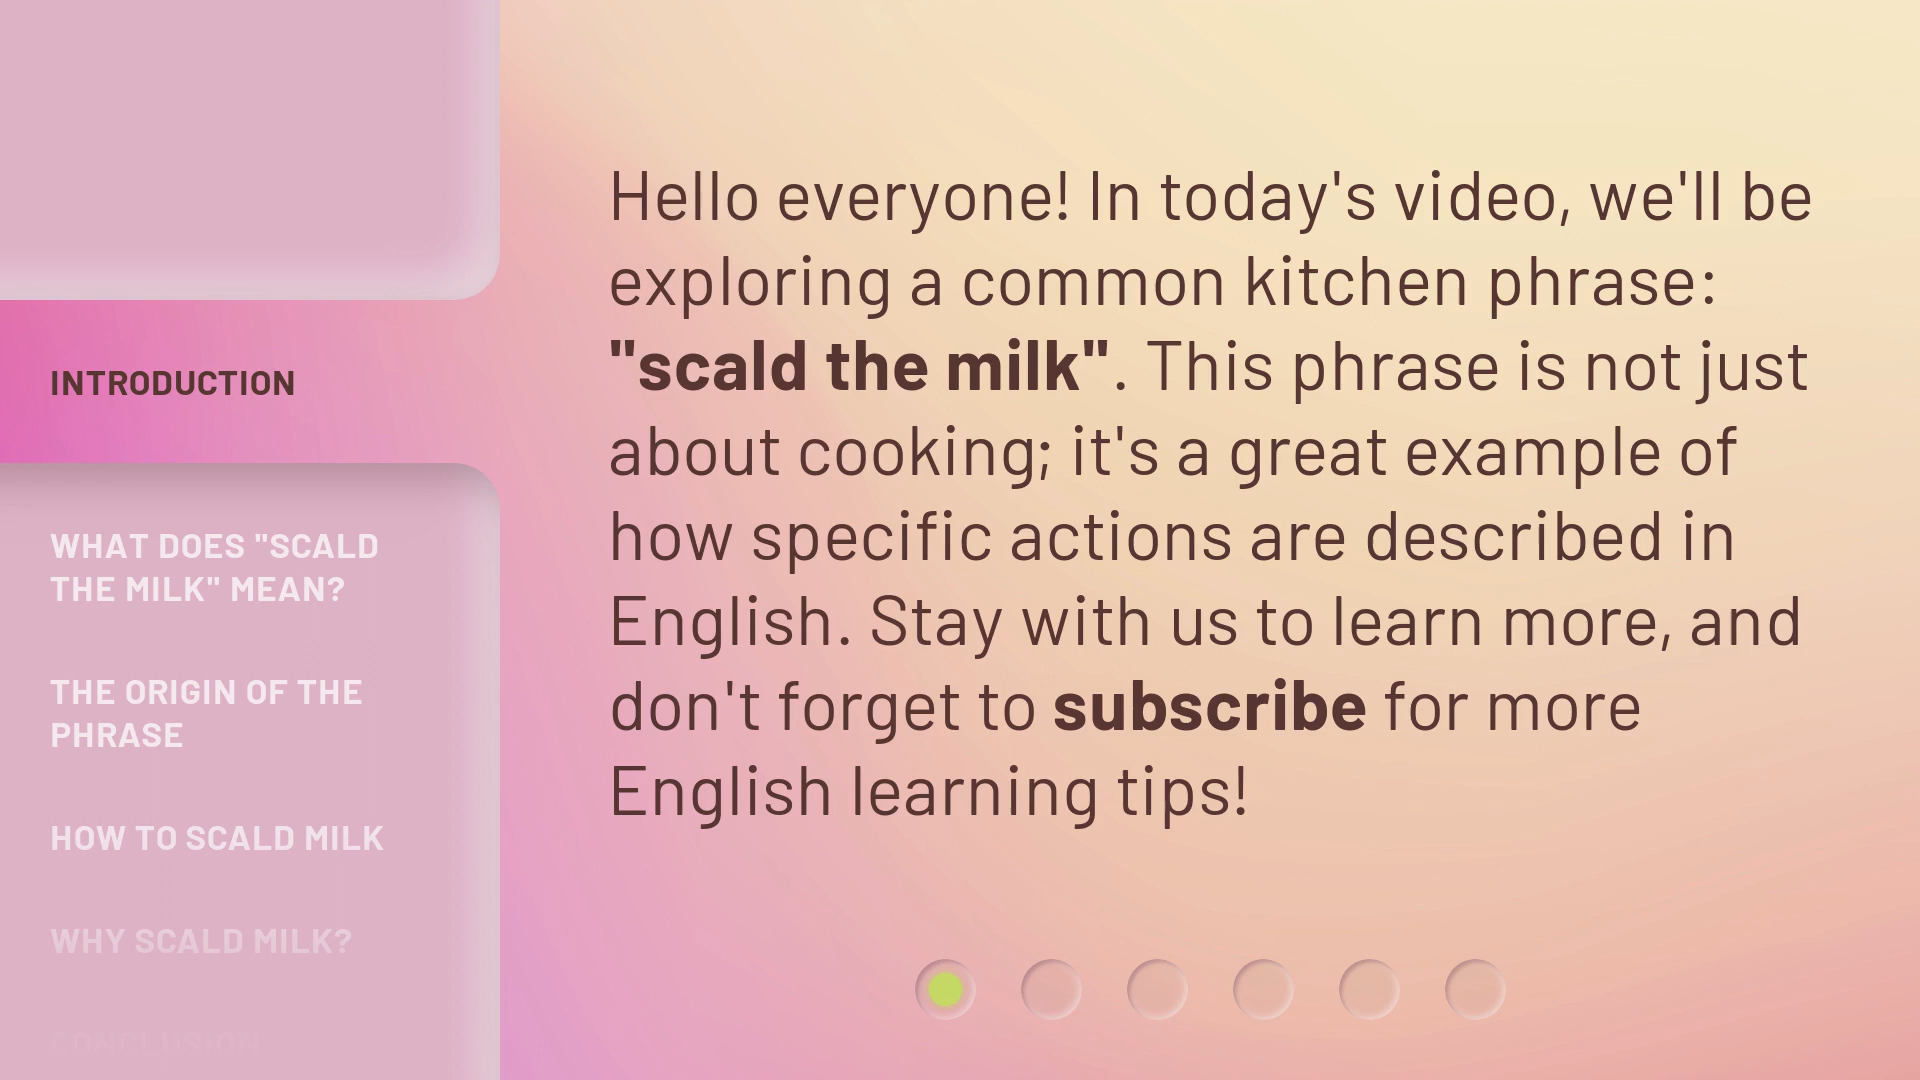 INTRODUCTION
WHAT DOES "SCALD
THE MILK" MEAN?
THE ORIGIN OF THE
PHRASE
HOW TO SCALD MILK
WHY SCALD MILK?
CONCLUSION
Hello everyone! In today's video, we'll be
exploring a common kitchen phrase:
"scald the milk". This phrase is not just
about cooking; it's a great example of
how specific actions are described in
English. Stay with us to learn more, and
don't forget to subscribe for more
English learning tips!